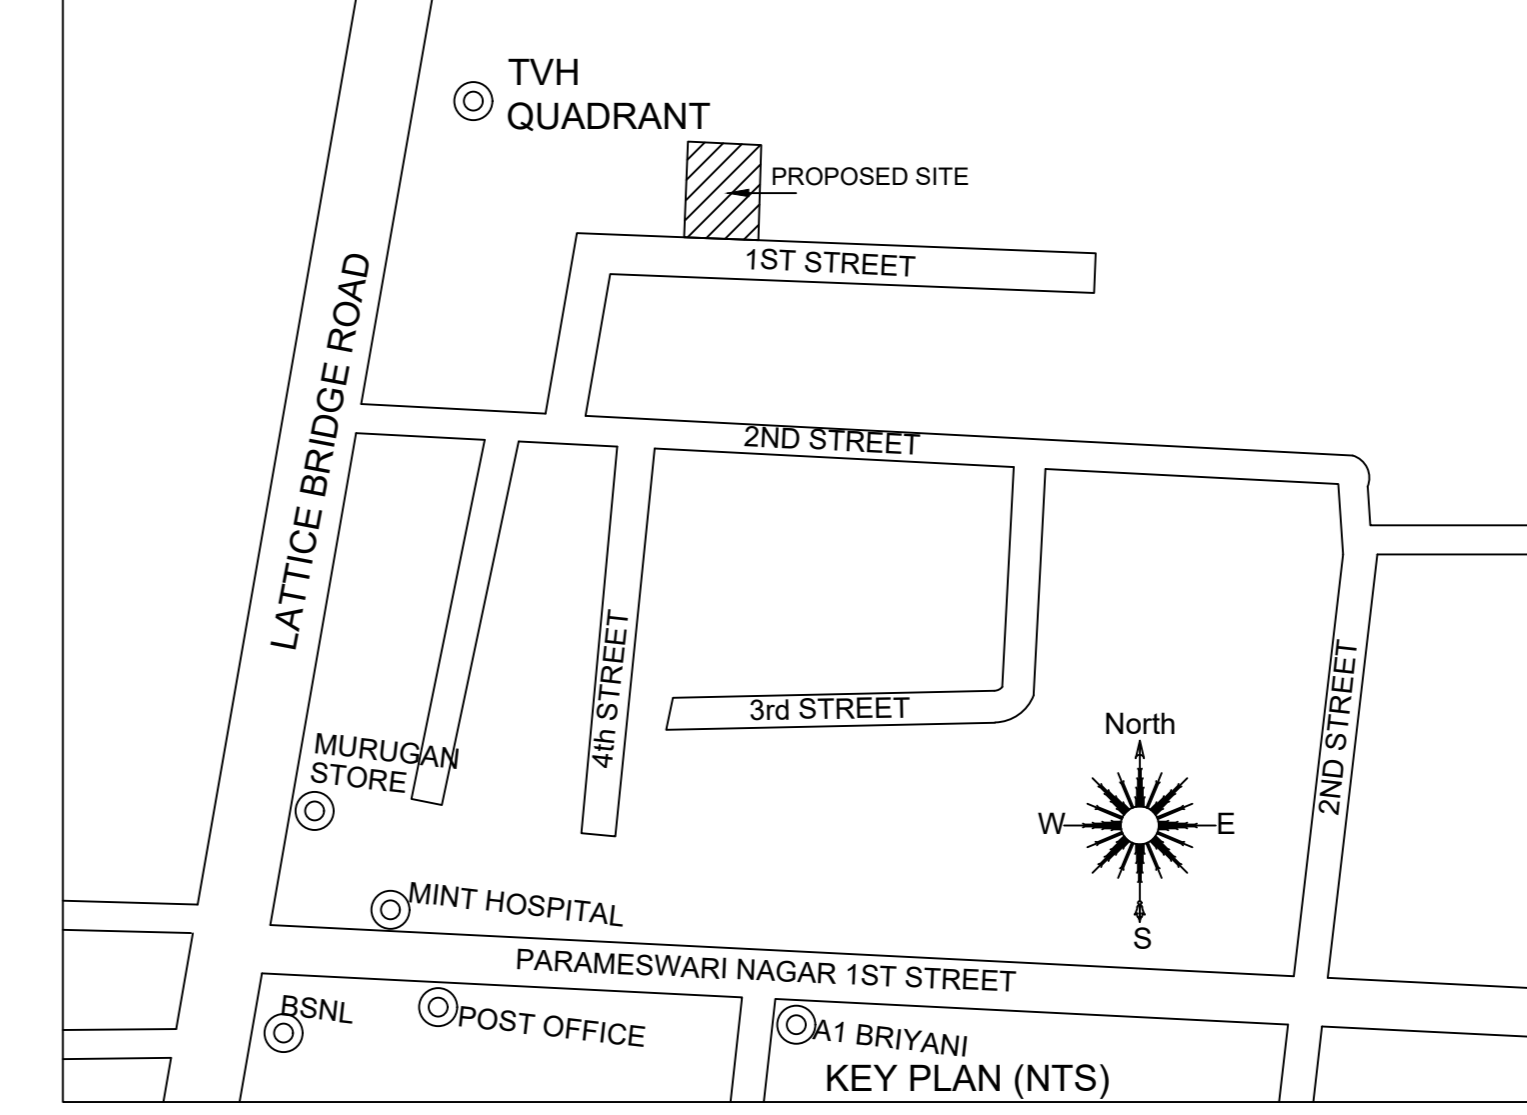 TVH
QUADRANT
PROPOSED SITE
1ST STREET
LATTICE BRIDGE ROAD
2ND STREET
4th STREET
3rd STREET
2ND STREET
North
W
E
S
MURUGAN
STORE
MINT HOSPITAL
PARAMESWARI NAGAR 1ST STREET
BSNL
POST OFFICE
A1 BRIYANI
KEY PLAN (NTS)